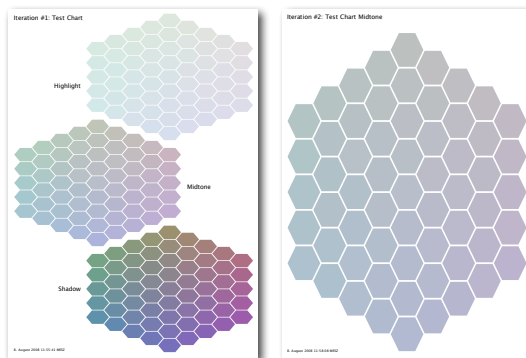 Iteration #1: Test Chart
Highlight
Midtone
Shadow
Iteration #2: Test Chart Midtone